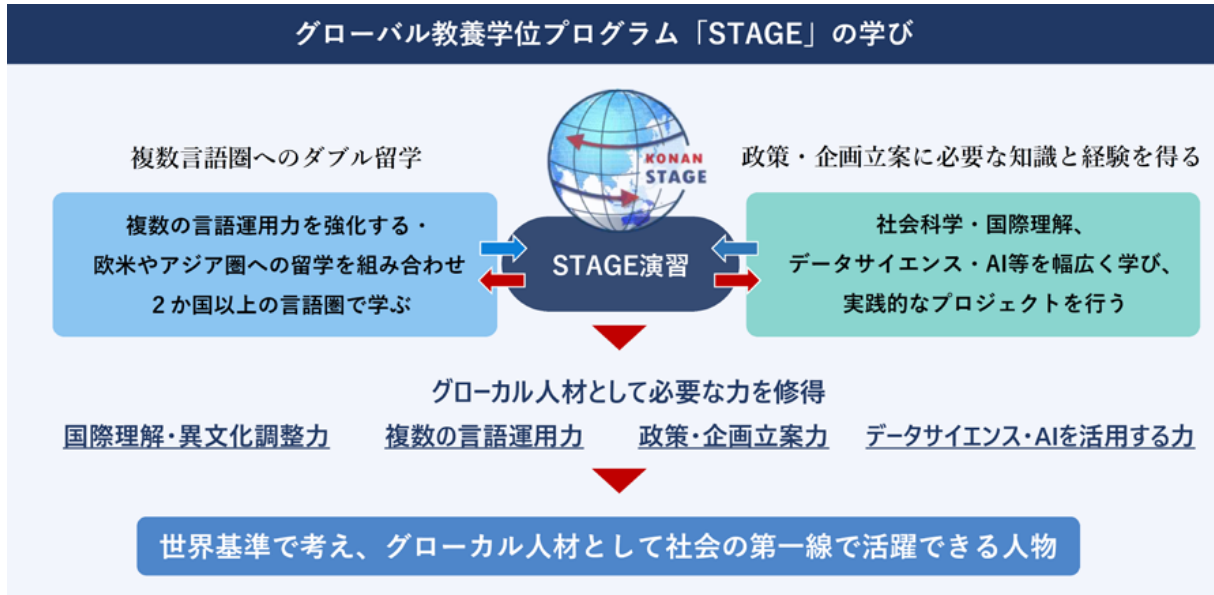 グローバル教養学位プログラム「STAGE」の学び
KONAN
STAGE
複数言語圏へのダブル留学
政策・企画立案に必要な知識と経験を得る
複数の言語運用力を強化する・
欧米やアジア圏への留学を組み合わせ
2か国以上の言語圏で学ぶ
STAGE演習
社会科学・国際理解、
データサイエンス・AI等を幅広く学び、
実践的なプロジェクトを行う
グローカル人材として必要な力を修得
国際理解・異文化調整力 複数の言語運用力 政策・企画立案力 データサイエンス・AIを活用する力
世界基準で考え、グローカル人材として社会の第一線で活躍できる人物